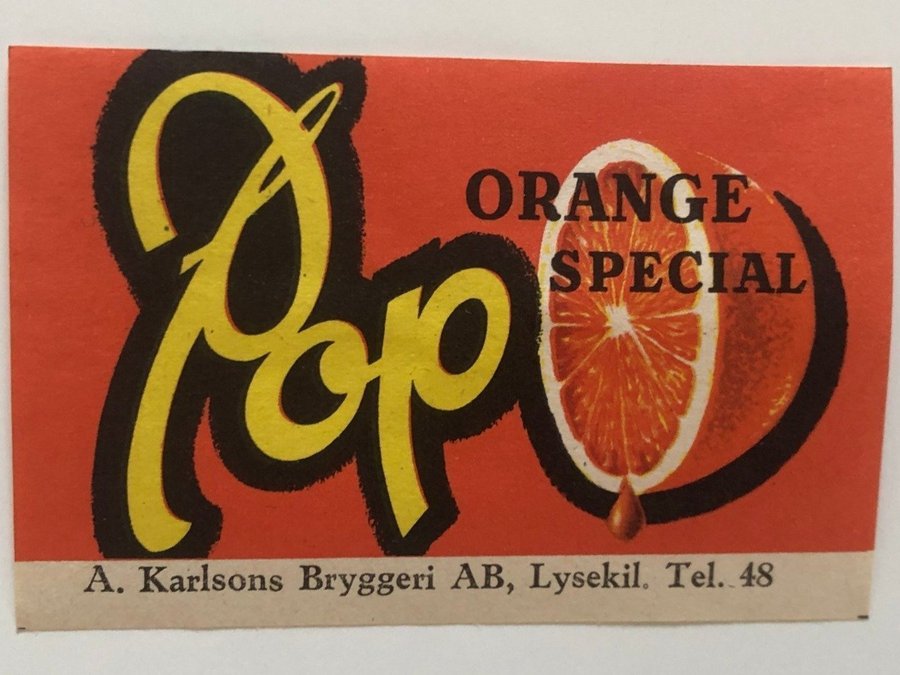 Pop
ORANGE
SPECIAL
A. Karlsons Bryggeri AB, Lysekil. Tel. 48